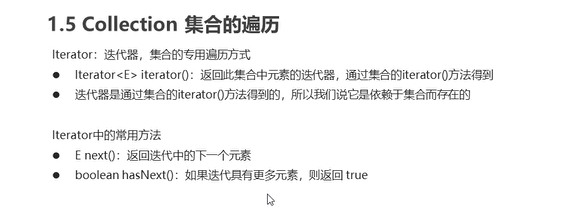 1.5 Collection 集合的遍历
Iterator：迭代器，集合的专用遍历方式
● Iterator<E> iterator()：返回此集合中元素的迭代器，通过集合的iterator()方法得到
● 迭代器是通过集合的iterator()方法得到的，所以我们说它是依赖于集合而存在的
Iterator中的常用方法
● E next()：返回迭代中的下一个元素
● boolean hasNext()：如果迭代具有更多元素，则返回 true